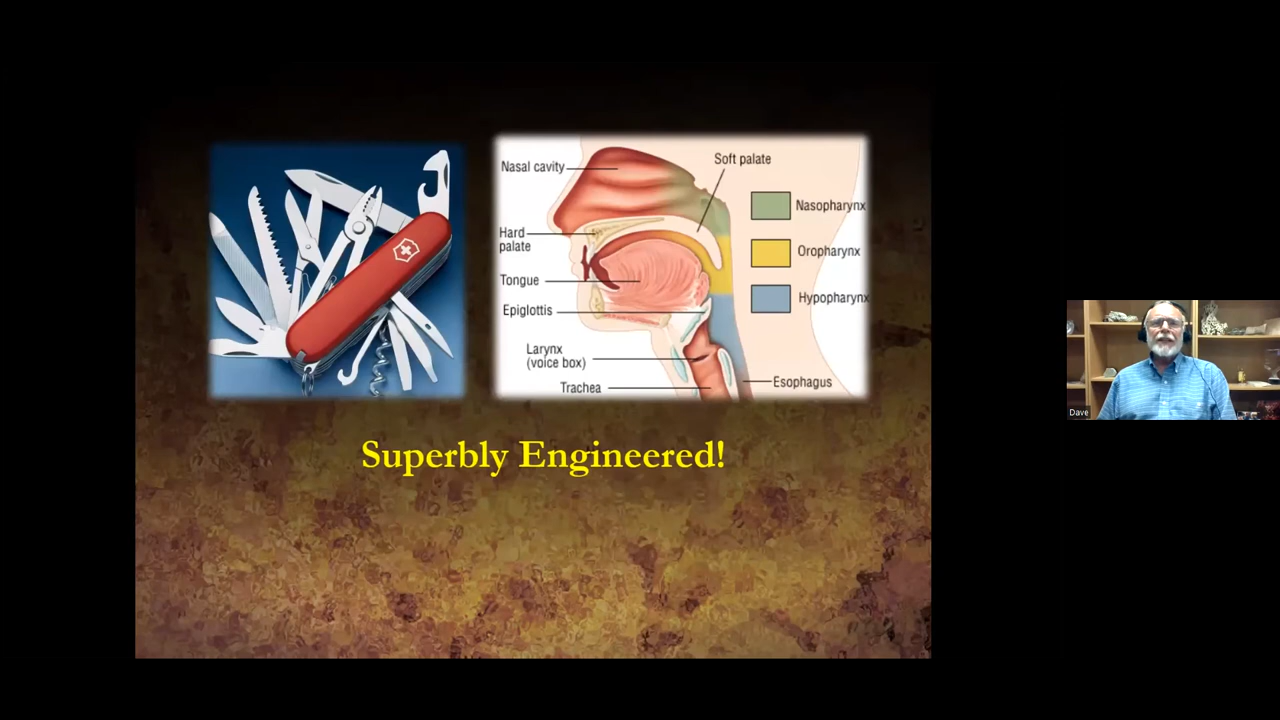 Nasal cavity
Soft palate
Nasopharynx
Hard
palate
Oropharynx
Tongue
Hypopharynx
Epiglottis
Larynx
(voice box)
Trachea
Esophagus
Superbly Engineered!
Dave